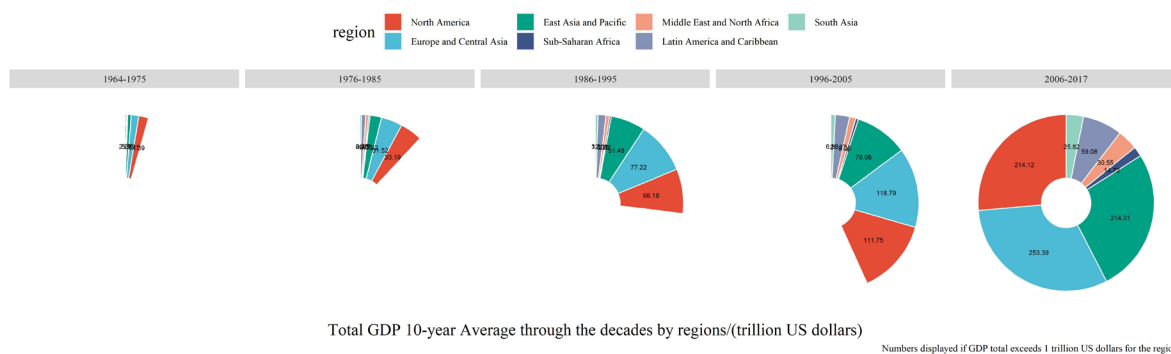 region
North America
East Asia and Pacific
Middle East and North Africa
South Asia
Europe and Central Asia
Sub-Saharan Africa
Latin America and Caribbean
1964-1975
1976-1985
1986-1995
1996-2005
2006-2017
33.19
51.48
77.22
66.18
79.08
118.79
111.75
25.82
59.08
30.55
214.12
214.31
253.39
Total GDP 10-year Average through the decades by regions/(trillion US dollars)
Numbers displayed if GDP total exceeds 1 trillion US dollars for the regio